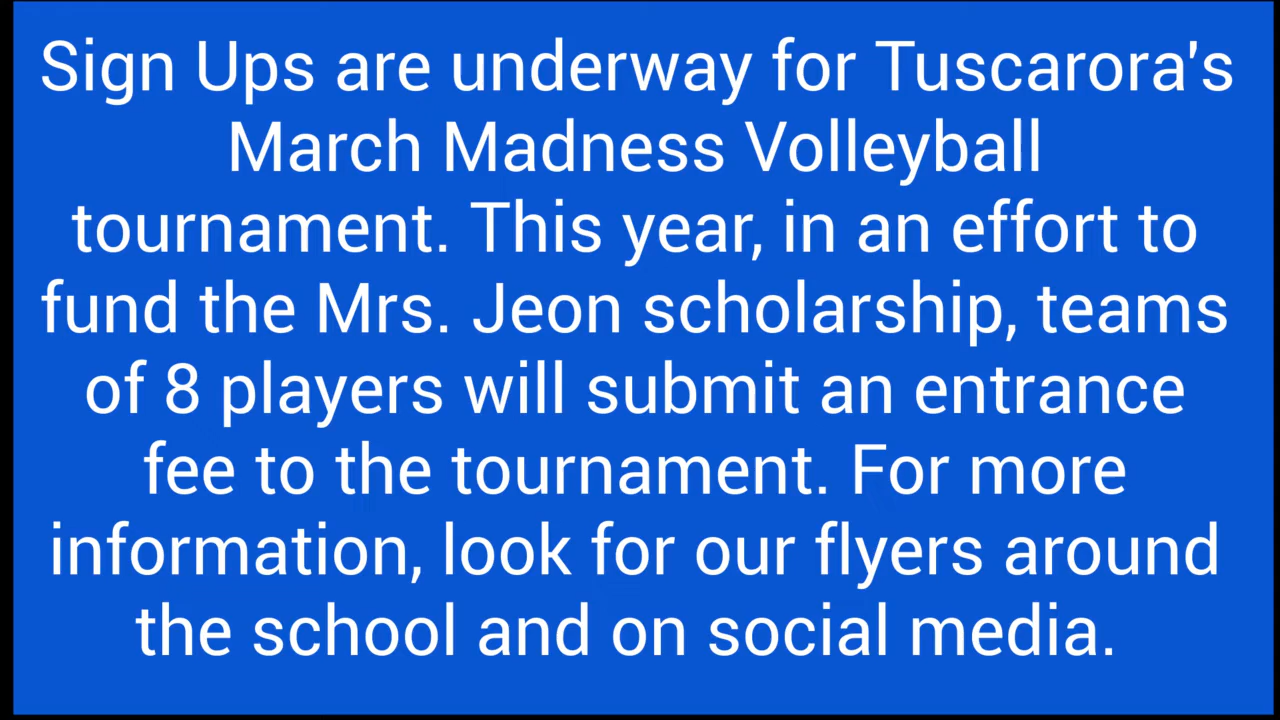 Sign Ups are underway for Tuscarora's
March Madness Volleyball
tournament. This year, in an effort to
fund the Mrs. Jeon scholarship, teams
of 8 players will submit an entrance
fee to the tournament. For more
information, look for our flyers around
the school and on social media.